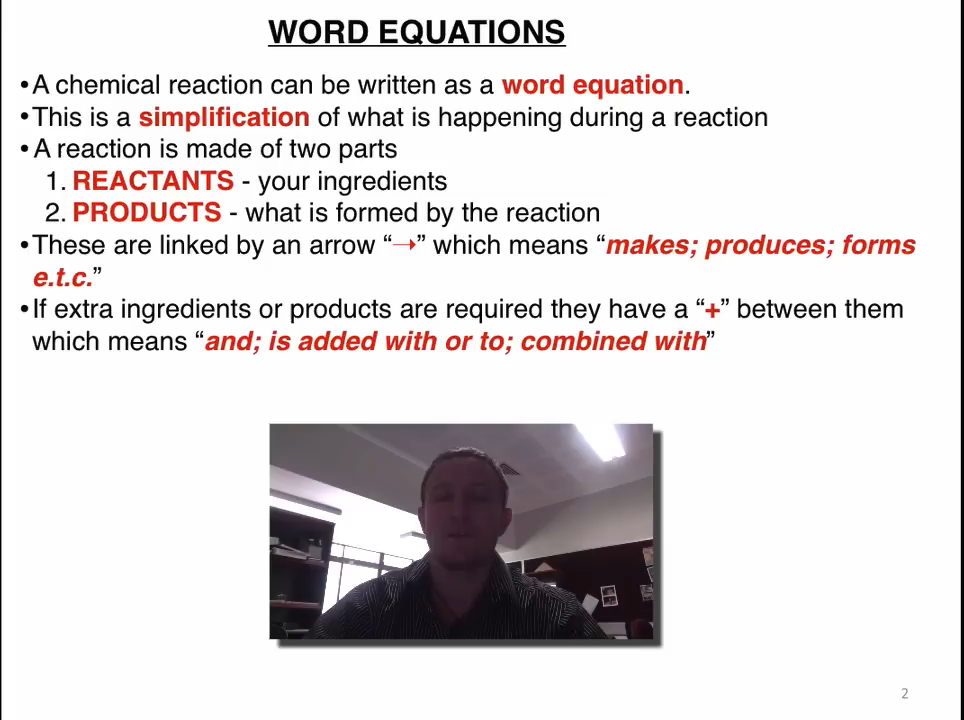 WORD EQUATIONS
•A chemical reaction can be written as a word equation.
•This is a simplification of what is happening during a reaction
•A reaction is made of two parts
1. REACTANTS - your ingredients
2. PRODUCTS - what is formed by the reaction
•These are linked by an arrow “→” which means “makes; produces; forms
e.t.c.”
•If extra ingredients or products are required they have a “+” between them
which means “and; is added with or to; combined with”
2